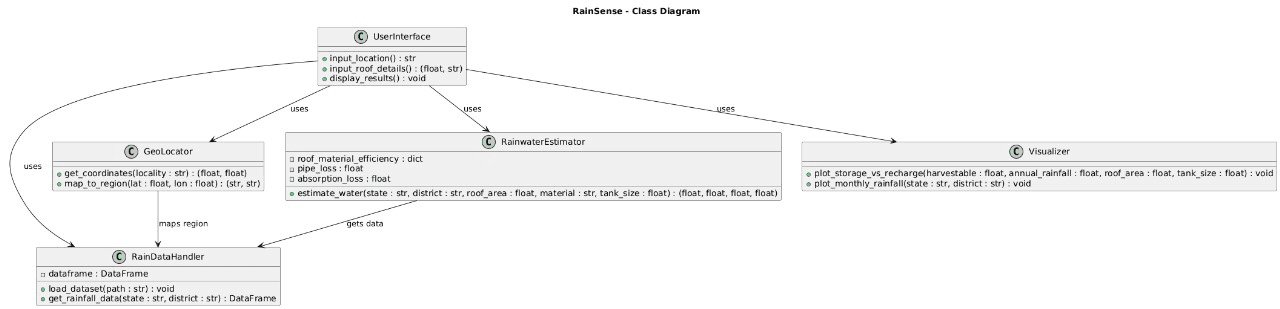 RainSense - Class Diagram
C UserInterface
input_location() : str
input_roof_details() : (float, str)
display_results() : void
uses
uses
uses
uses
C GeoLocator
get_coordinates(locality : str) : (float, float)
map_to_region(lat : float, lon : float) : (str, str)
C RainwaterEstimator
roof_material_efficiency : dict
pipe_loss : float
absorption_loss : float
estimate_water(state : str, district : str, roof_area : float, material : str, tank_size : float) : (float, float, float, float)
C Visualizer
plot_storage_vs_recharge(harvestable : float, annual_rainfall : float, roof_area : float, tank_size : float) : void
plot_monthly_rainfall(state : str, district : str) : void
maps region
gets data
C RainDataHandler
dataframe : DataFrame
load_dataset(path : str) : void
get_rainfall_data(state : str, district : str) : DataFrame